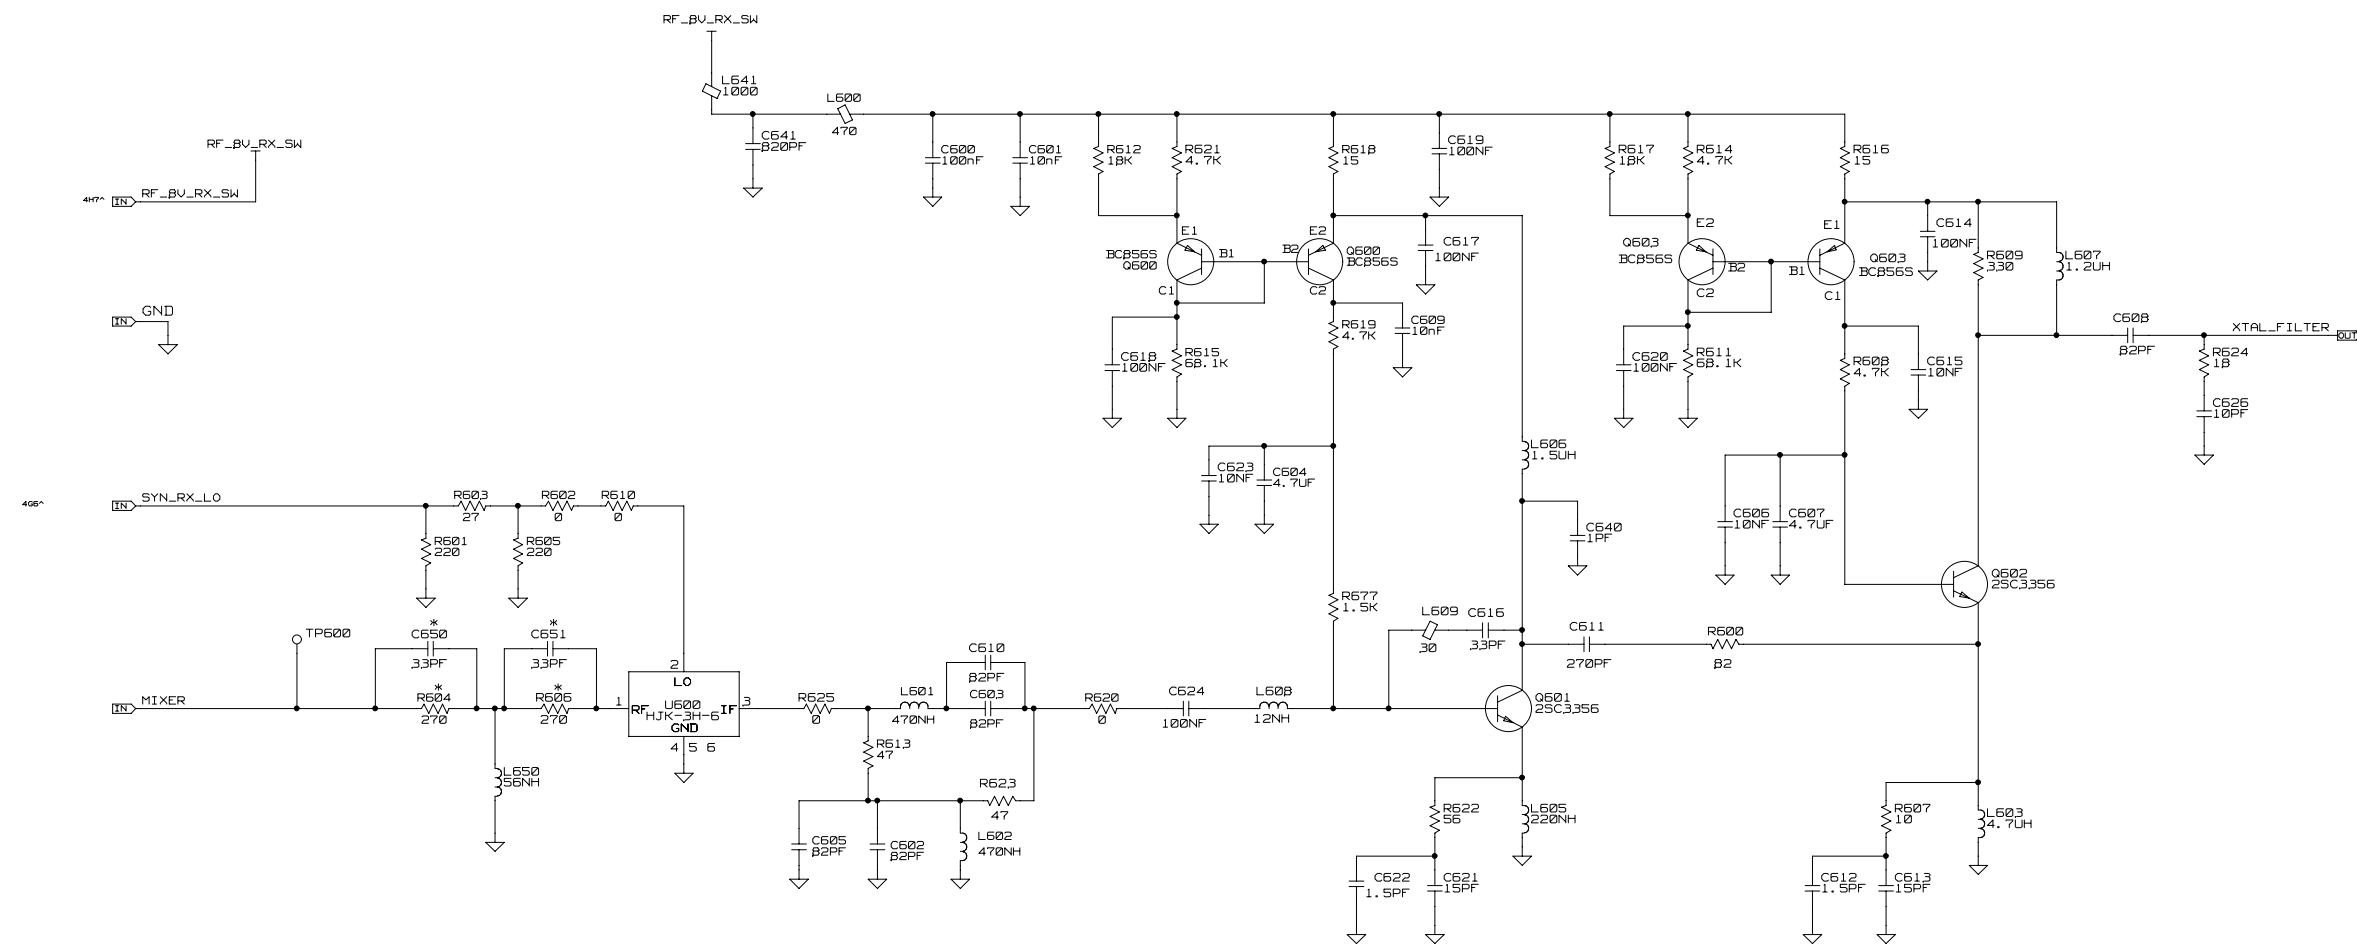 RF_8V_RX_SW
L641
1000
L600
470
C641
820PF
C600
100nF
C601
10nF
R612
18K
R621
4.7K
R618
15
C619
100NF
R617
18K
R614
4.7K
R616
15
RF_8V_RX_SW
4H7^
IN
RF_8V_RX_SW
E1
BC856S
Q600
B1
C1
E2
B2
Q600
BC856S
C2
C617
100NF
E2
Q603
BC856S
B2
C2
E1
B1
Q603
BC856S
C1
C614
100NF
R609
330
L607
1.2UH
IN
GND
C618
100NF
R615
68.1K
R619
4.7K
C609
10nF
C620
100NF
R611
68.1K
R608
4.7K
C615
10NF
C608
82PF
XTAL_FILTER
OUT
R624
18
C626
10PF
C623
10NF
C604
4.7UF
L606
1.5UH
C640
1PF
C606
10NF
C607
4.7UF
4G6^
IN
SYN_RX_LO
R603
27
R602
0
R610
0
R601
220
R605
220
Q602
2SC3356
R677
1.5K
L609
30
C616
33PF
C611
270PF
R600
82
TP600
*
C650
33PF
*
R604
270
*
C651
33PF
*
R606
270
IN
MIXER
2
LO
1
RF
U600
HJK-3H-6
IF
3
GND
4
5
6
R625
0
L601
470NH
C610
82PF
C603
82PF
R620
0
C624
100NF
L608
12NH
Q601
2SC3356
L650
56NH
R613
47
R623
47
C605
82PF
C602
82PF
L602
470NH
R622
56
L605
220NH
C622
1.5PF
C621
15PF
R607
10
L603
4.7UH
C612
1.5PF
C613
15PF